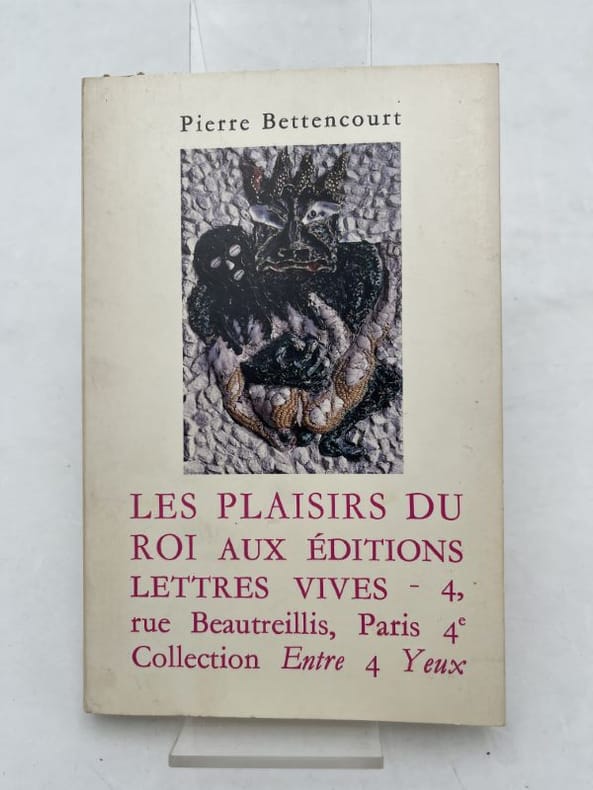 Pierre Bettencourt
LES PLAISIRS DU
ROI AUX ÉDITIONS
LETTRES VIVES - 4,
rue Beautreillis, Paris 4e
Collection Entre 4 Yeux